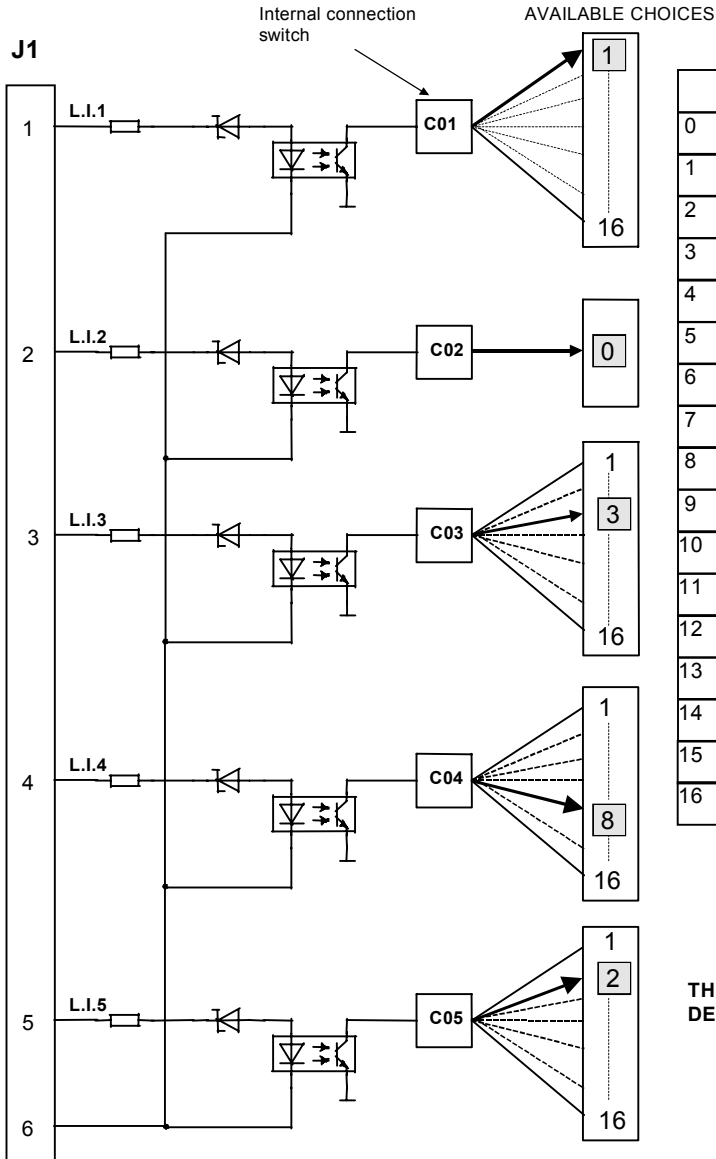 Internal connection
switch
AVAILABLE CHOICES
J1
1
L.I.1
C01
1
16
2
L.I.2
C02
0
3
L.I.3
C03
1
3
16
4
L.I.4
C04
1
8
16
5
L.I.5
C05
1
2
16
6
0
1
2
3
4
5
6
7
8
9
10
11
12
13
14
15
16
TH
DE